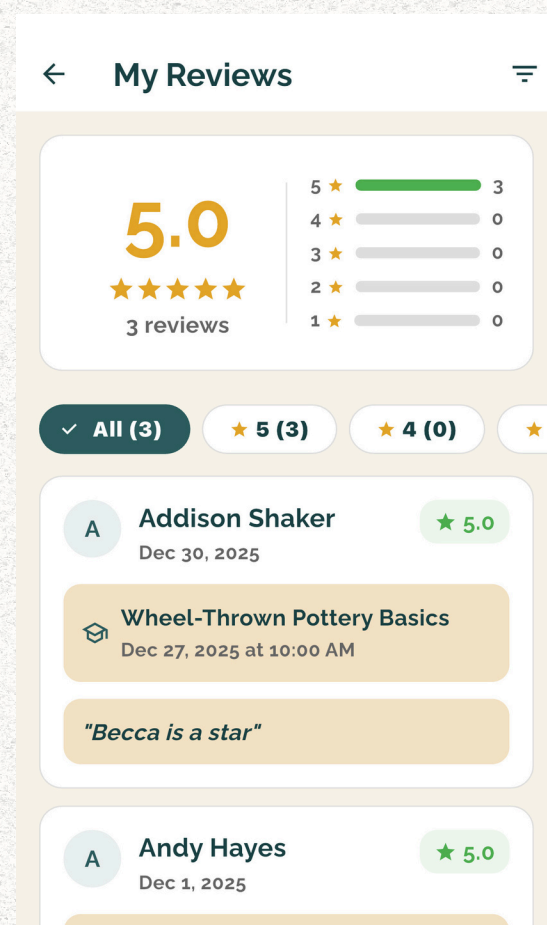 My Reviews
5.0
3 reviews
5 3
4 0
3 0
2 0
1 0
All (3)
5 (3)
4 (0)
A
Addison Shaker
Dec 30, 2025
5.0
Wheel-Thrown Pottery Basics
Dec 27, 2025 at 10:00 AM
"Becca is a star"
A
Andy Hayes
Dec 1, 2025
5.0